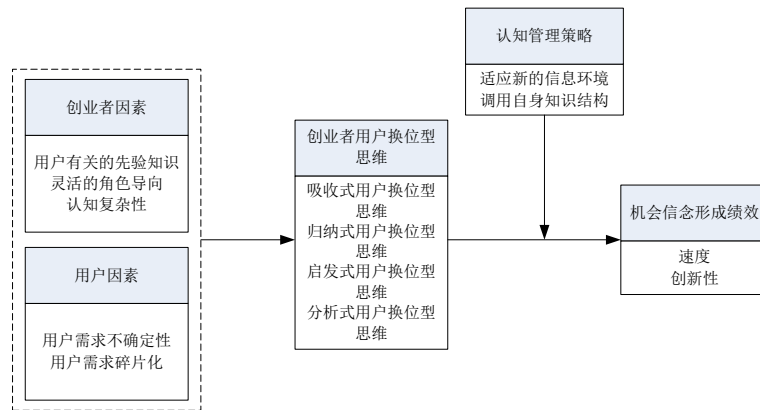 认知管理策略
适应新的信息环境
调用自身知识结构
创业者因素
用户有关的先验知识
灵活的角色导向
认知复杂性
用户因素
用户需求不确定性
用户需求碎片化
创业者用户换位型
思维
吸收式用户换位型
思维
归纳式用户换位型
思维
启发式用户换位型
思维
分析式用户换位型
思维
机会信念形成绩效
速度
创新性